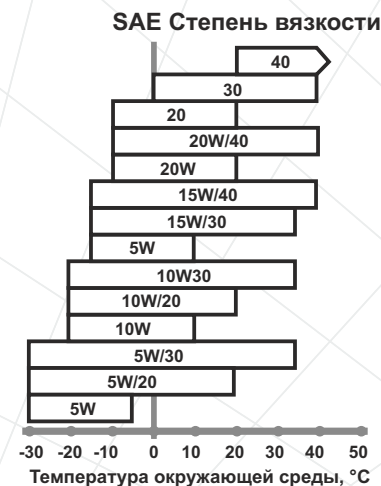 SAE Степень вязкости
40
30
20
20W/40
20W
15W/40
15W/30
5W
10W30
10W/20
10W
5W/30
5W/20
5W
-30 -20 -10 0 10 20 30 40 50
Температура окружающей среды, °C